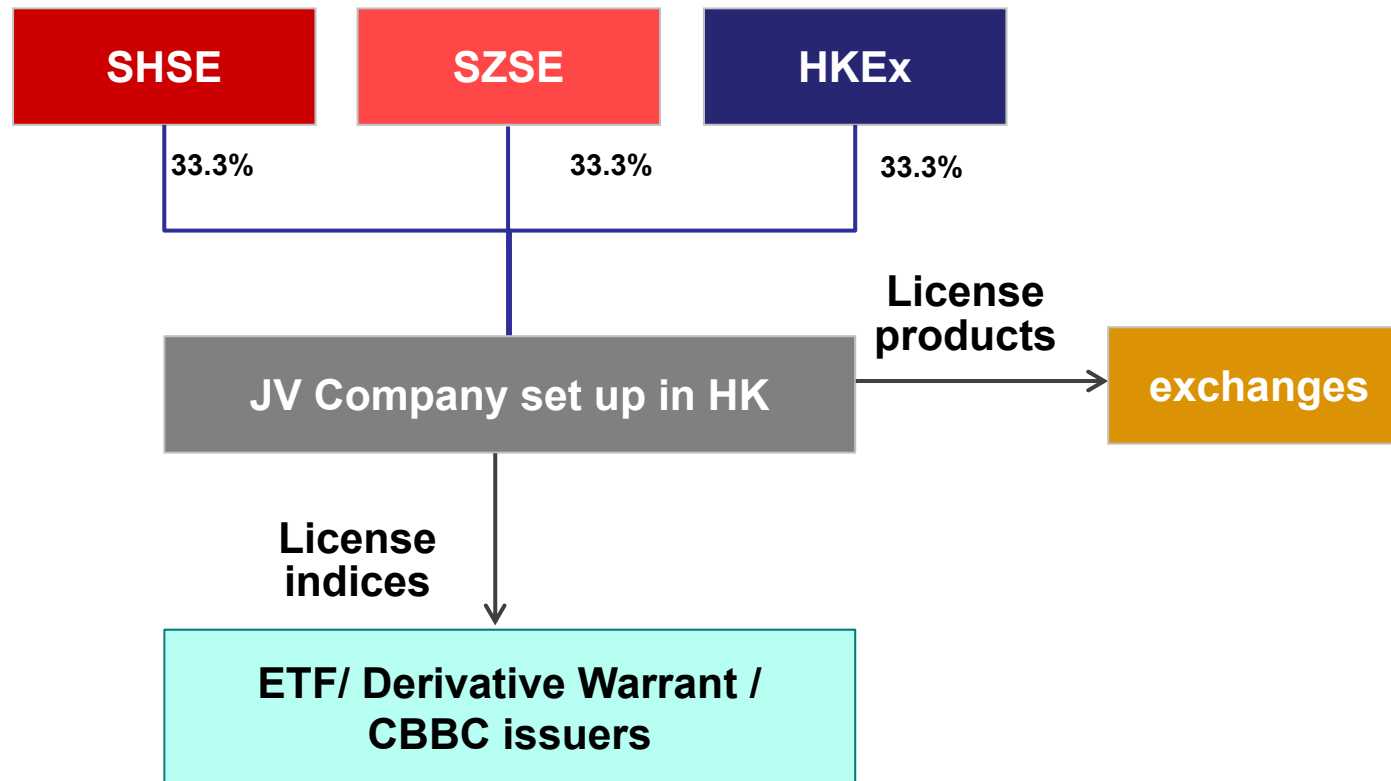 SHSE
SZSE
HKEx
33.3%
33.3%
33.3%
License
products
JV Company set up in HK
exchanges
License
indices
ETF/ Derivative Warrant /
CBBC issuers